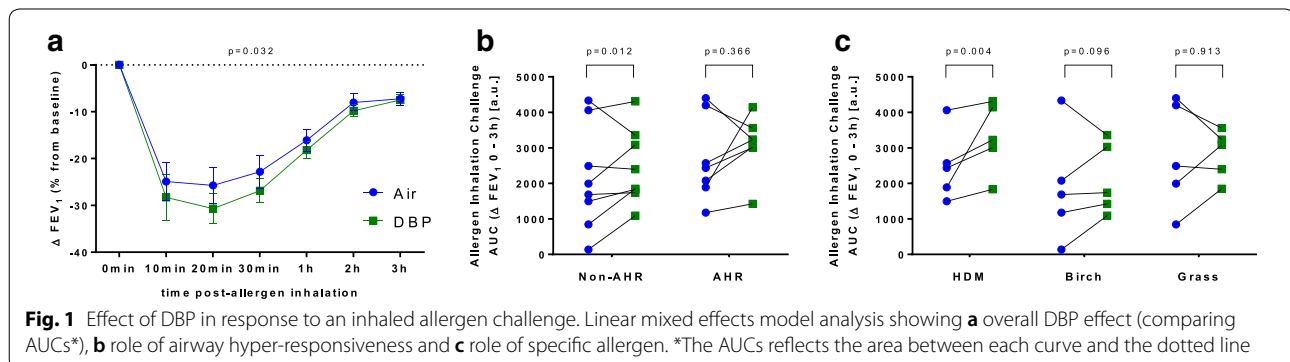 a
p=0.032
Δ FEV₁ (% from baseline)
0
-10
-20
-30
-40
Air
DBP
0min 10min 20min 30min 1h 2h 3h
time post-allergen inhalation
b
p=0.012 p=0.366
Allergen Inhalation Challenge
AUC (Δ FEV₁ 0 - 3h) [a.u.]
5000
4000
3000
2000
1000
0
Non-AHR AHR
c
p=0.004 p=0.096 p=0.913
Allergen Inhalation Challenge
AUC (Δ FEV₁ 0 - 3h) [a.u.]
5000
4000
3000
2000
1000
0
HDM Birch Grass
Fig. 1 Effect of DBP in response to an inhaled allergen challenge. Linear mixed effects model analysis showing a overall DBP effect (comparing
AUCs*), b role of airway hyper-responsiveness and c role of specific allergen. *The AUCs reflects the area between each curve and the dotted line